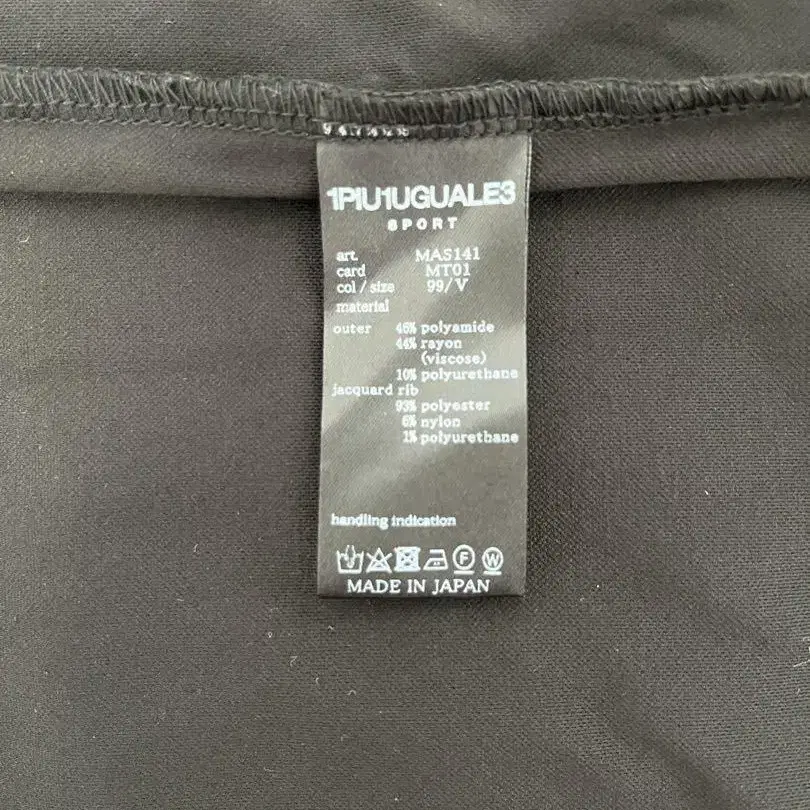 1PIU1UGUALE3
SPORT
art. MAS141
card MT01
col / size 99/V
material
outer 46% polyamide
44% rayon
(viscose)
10% polyurethane
jacquard rib
93% polyester
6% nylon
1% polyurethane
handling indication
F W
MADE IN JAPAN